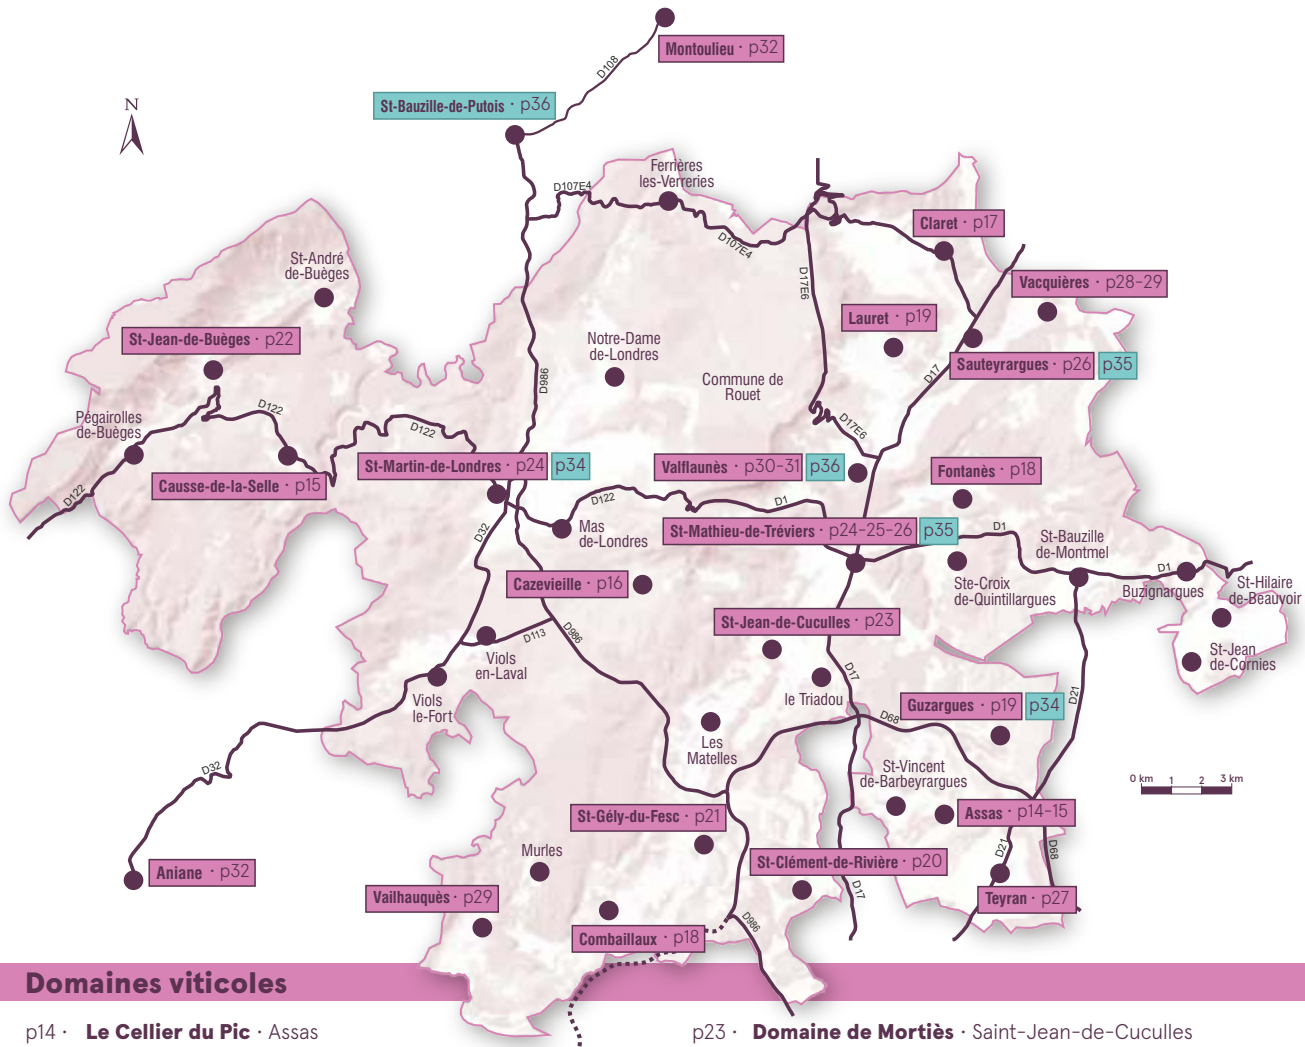 Montoulieu · p32
D108
St-Bauzille-de-Putois · p36
N
Ferrières
les-Verreries
D107E4
D107E4
Claret · p17
St-André
de-Buèges
D17E6
Vacquières · p28-29
Lauret · p19
St-Jean-de-Buèges · p22
Notre-Dame
de-Londres
Sauteyrargues · p26 p35
D17
D986
Commune de
Rouet
Pégairolles
de-Buèges
D122
D122
D17E6
St-Martin-de-Londres · p24 p34
Valflaunès · p30-31 p36
Fontanès · p18
Causse-de-la-Selle · p15
D122
D122
D1
Mas
de-Londres
D32
St-Mathieu-de-Tréviers · p24-25-26 p35
D1
St-Bauzille
de-Montmel
D1
Cazevieille · p16
Ste-Croix
de-Quintillargues
Buzignargues
St-Hilaire
de-Beauvoir
St-Jean-de-Cuculles · p23
D113
D986
Viols
en-Laval
St-Jean
de-Cornies
D17
le Triadou
Viols
le-Fort
D21
Guzargues · p19 p34
D68
Les
Matelles
St-Vincent
de-Barbeyrargues
D32
0 km 1 2 3 km
St-Gély-du-Fesc · p21
Assas · p14-15
Murles
D21
D68
St-Clément-de-Rivière · p20
Aniane · p32
Vailhauquès · p29
D17
Teyran · p27
Combaillaux · p18
D986
Domaines viticoles
p14 · Le Cellier du Pic · Assas
p23 · Domaine de Mortiès · Saint-Jean-de-Cuculles